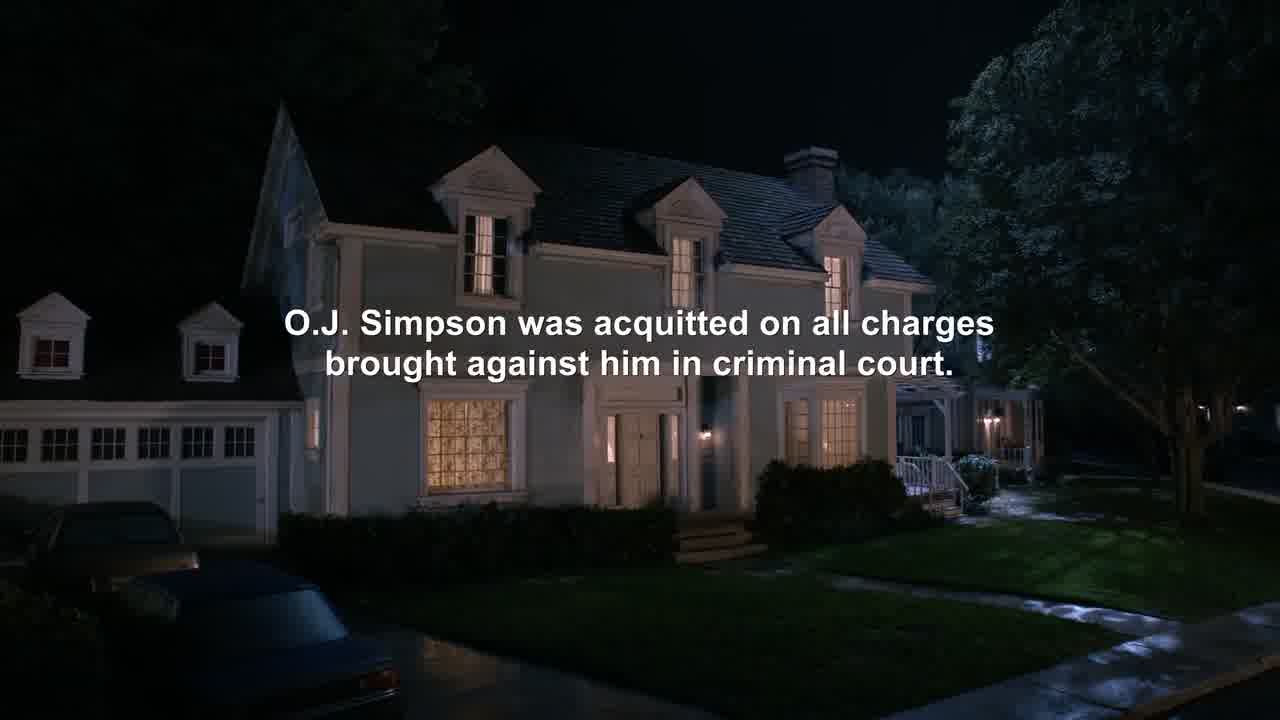 O.J. Simpson was acquitted on all charges
brought against him in criminal court.